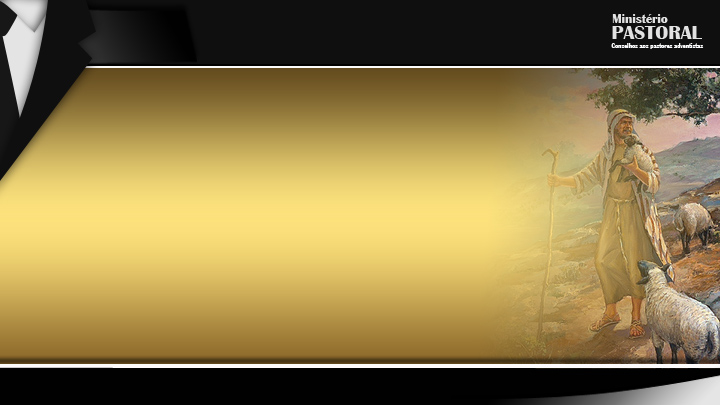 Ministério
PASTORAL
Conselhos aos pastores adventistas